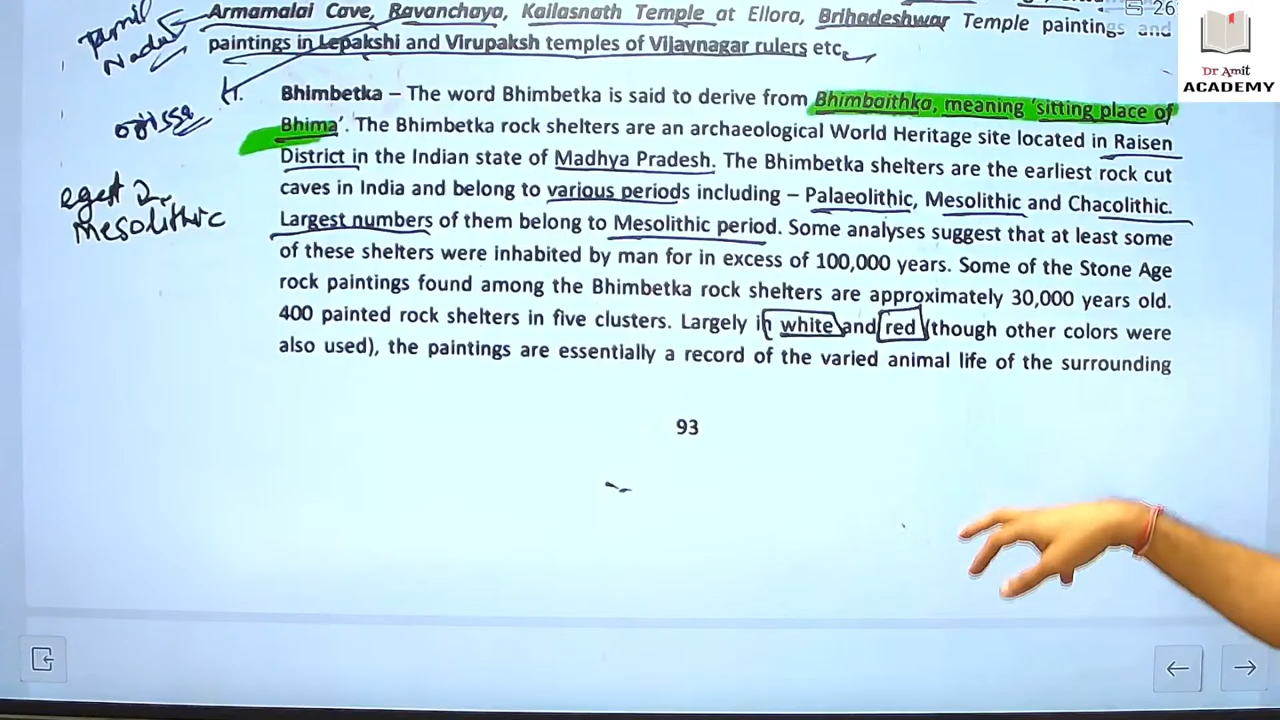 26
Armamalai Cave, Ravanchaya, Kailasnath Temple at Ellora, Brihadeshwar Temple paintings and
paintings in Lepakshi and Virupaksh temples of Vijaynagar rulers etc.
Tamil
Nadu
Orissa
Dr Amit
ACADEMY
Bhimbetka – The word Bhimbetka is said to derive from Bhimbaithka, meaning 'sitting place of
Bhima'. The Bhimbetka rock shelters are an archaeological World Heritage site located in Raisen
District in the Indian state of Madhya Pradesh. The Bhimbetka shelters are the earliest rock cut
caves in India and belong to various periods including – Palaeolithic, Mesolithic and Chacolithic.
Largest numbers of them belong to Mesolithic period. Some analyses suggest that at least some
of these shelters were inhabited by man for in excess of 100,000 years. Some of the Stone Age
rock paintings found among the Bhimbetka rock shelters are approximately 30,000 years old.
400 painted rock shelters in five clusters. Largely in white and red (though other colors were
also used), the paintings are essentially a record of the varied animal life of the surrounding
Mesolithic
93